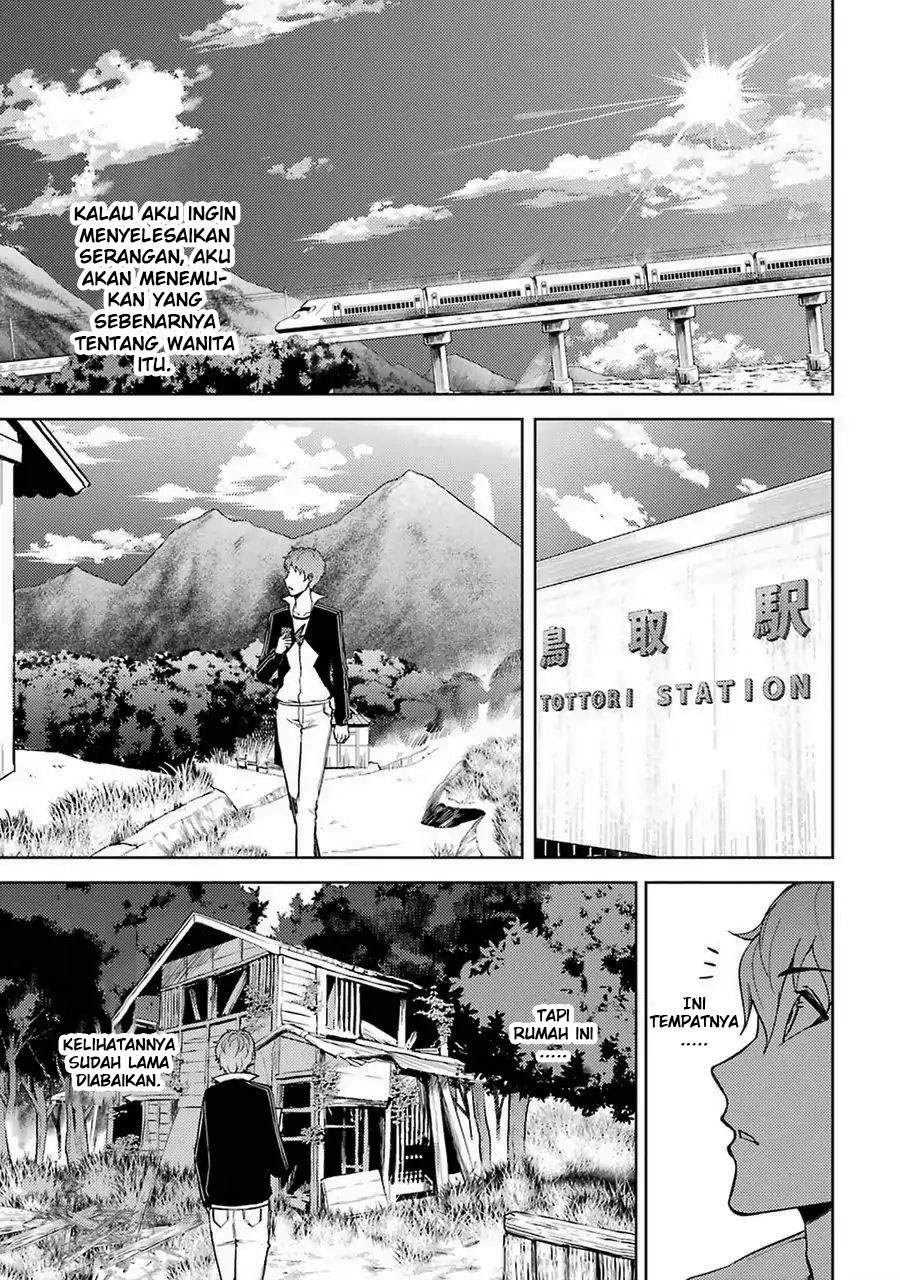 KALAU AKU INGIN
MENYELESAIKAN
SERANGAN, AKU
AKAN MENEMU-
KAN YANG
SEBENARNYA
TENTANG WANITA
ITU.
鳥取駅
TOTTORI STATION
INI
TEMPATNYA
.....
TAPI
RUMAH INI
.....
KELIHATANNYA
SUDAH LAMA
DIABAIKAN.